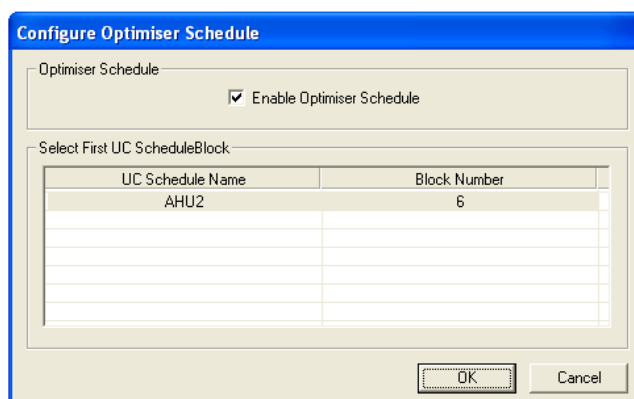 Configure Optimiser Schedule
Optimiser Schedule
Enable Optimiser Schedule
Select First UC ScheduleBlock
UC Schedule Name Block Number
AHU2 6
OK Cancel